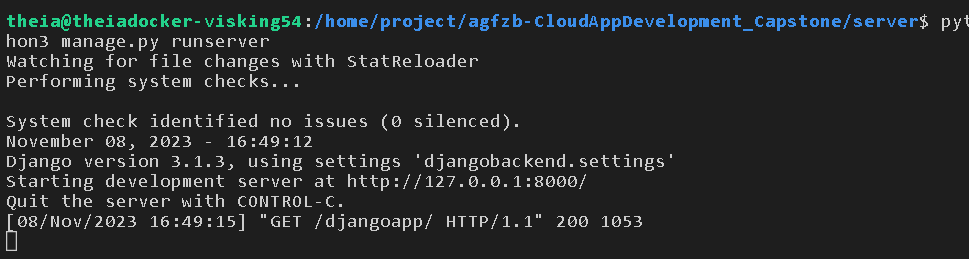 theia@theiadocker-visking54:/home/project/agfzb-CloudAppDevelopment_Capstone/server$ pyt
hon3 manage.py runserver
Watching for file changes with StatReloader
Performing system checks...
System check identified no issues (0 silenced).
November 08, 2023 - 16:49:12
Django version 3.1.3, using settings 'djangobackend.settings'
Starting development server at http://127.0.0.1:8000/
Quit the server with CONTROL-C.
[08/Nov/2023 16:49:15] "GET /djangoapp/ HTTP/1.1" 200 1053